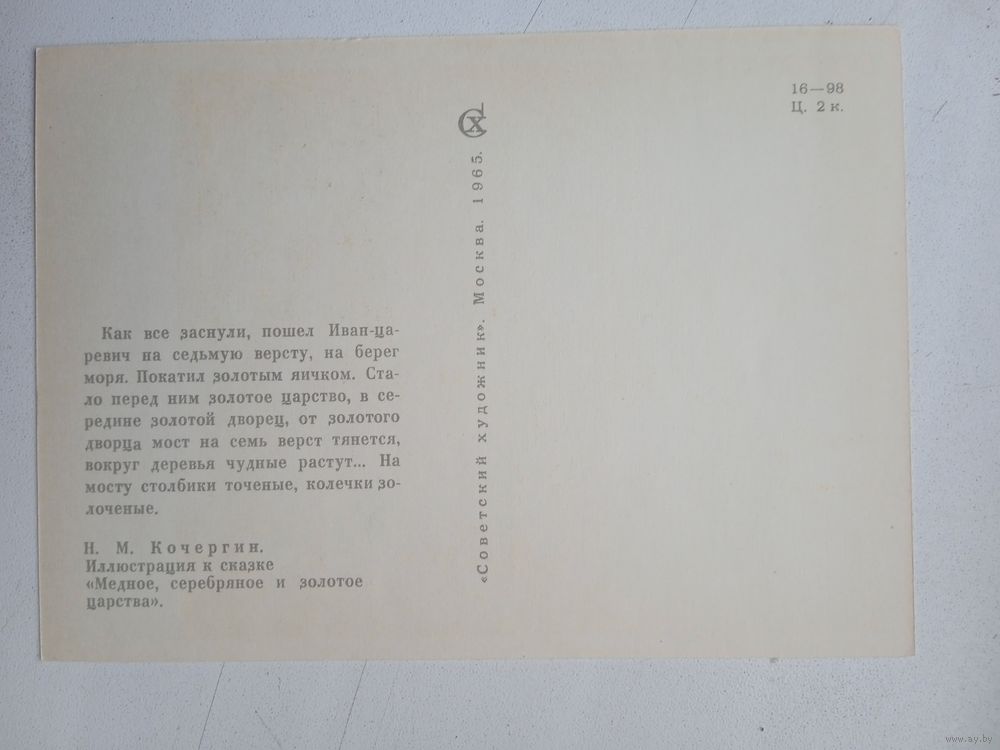 Как все заснули, пошел Иван-ца-
ревич на седьмую версту, на берег
моря. Покатил золотым яичком. Ста-
ло перед ним золотое царство, в се-
редине золотой дворец, от золотого
дворца мост на семь верст тянется,
вокруг деревья чудные растут... На
мосту столбики точеные, колечки зо-
лоченые.
Н. М. Кочергин.
Иллюстрация к сказке
«Медное, серебряное и золотое
царства».
СХ
«Советский художник». Москва. 1965.
16—98
Ц. 2 к.
www.ay.by